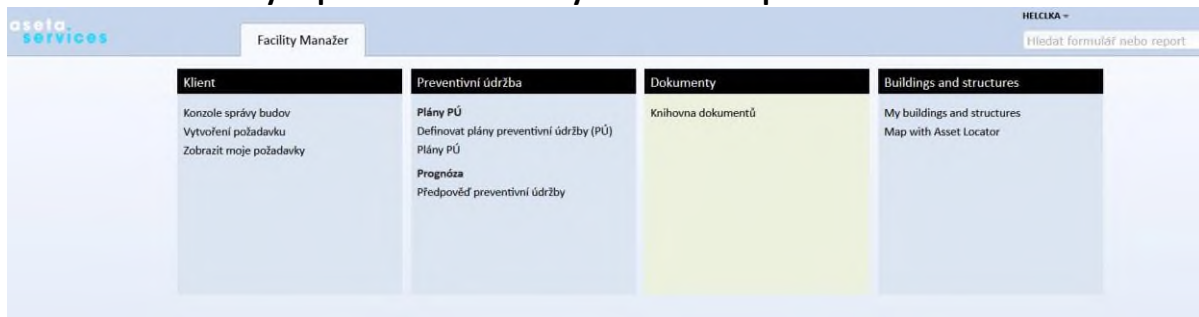 HELCLKA
aseta.
services
Facility Manažer
Hledat formulář nebo report
Klient
Konzole správy budov
Vytvoření požadavku
Zobrazit moje požadavky
Preventivní údržba
Plány PÚ
Definovat plány preventivní údržby (PÚ)
Plány PÚ
Prognóza
Předpověď preventivní údržby
Dokumenty
Knihovna dokumentů
Buildings and structures
My buildings and structures
Map with Asset Locator